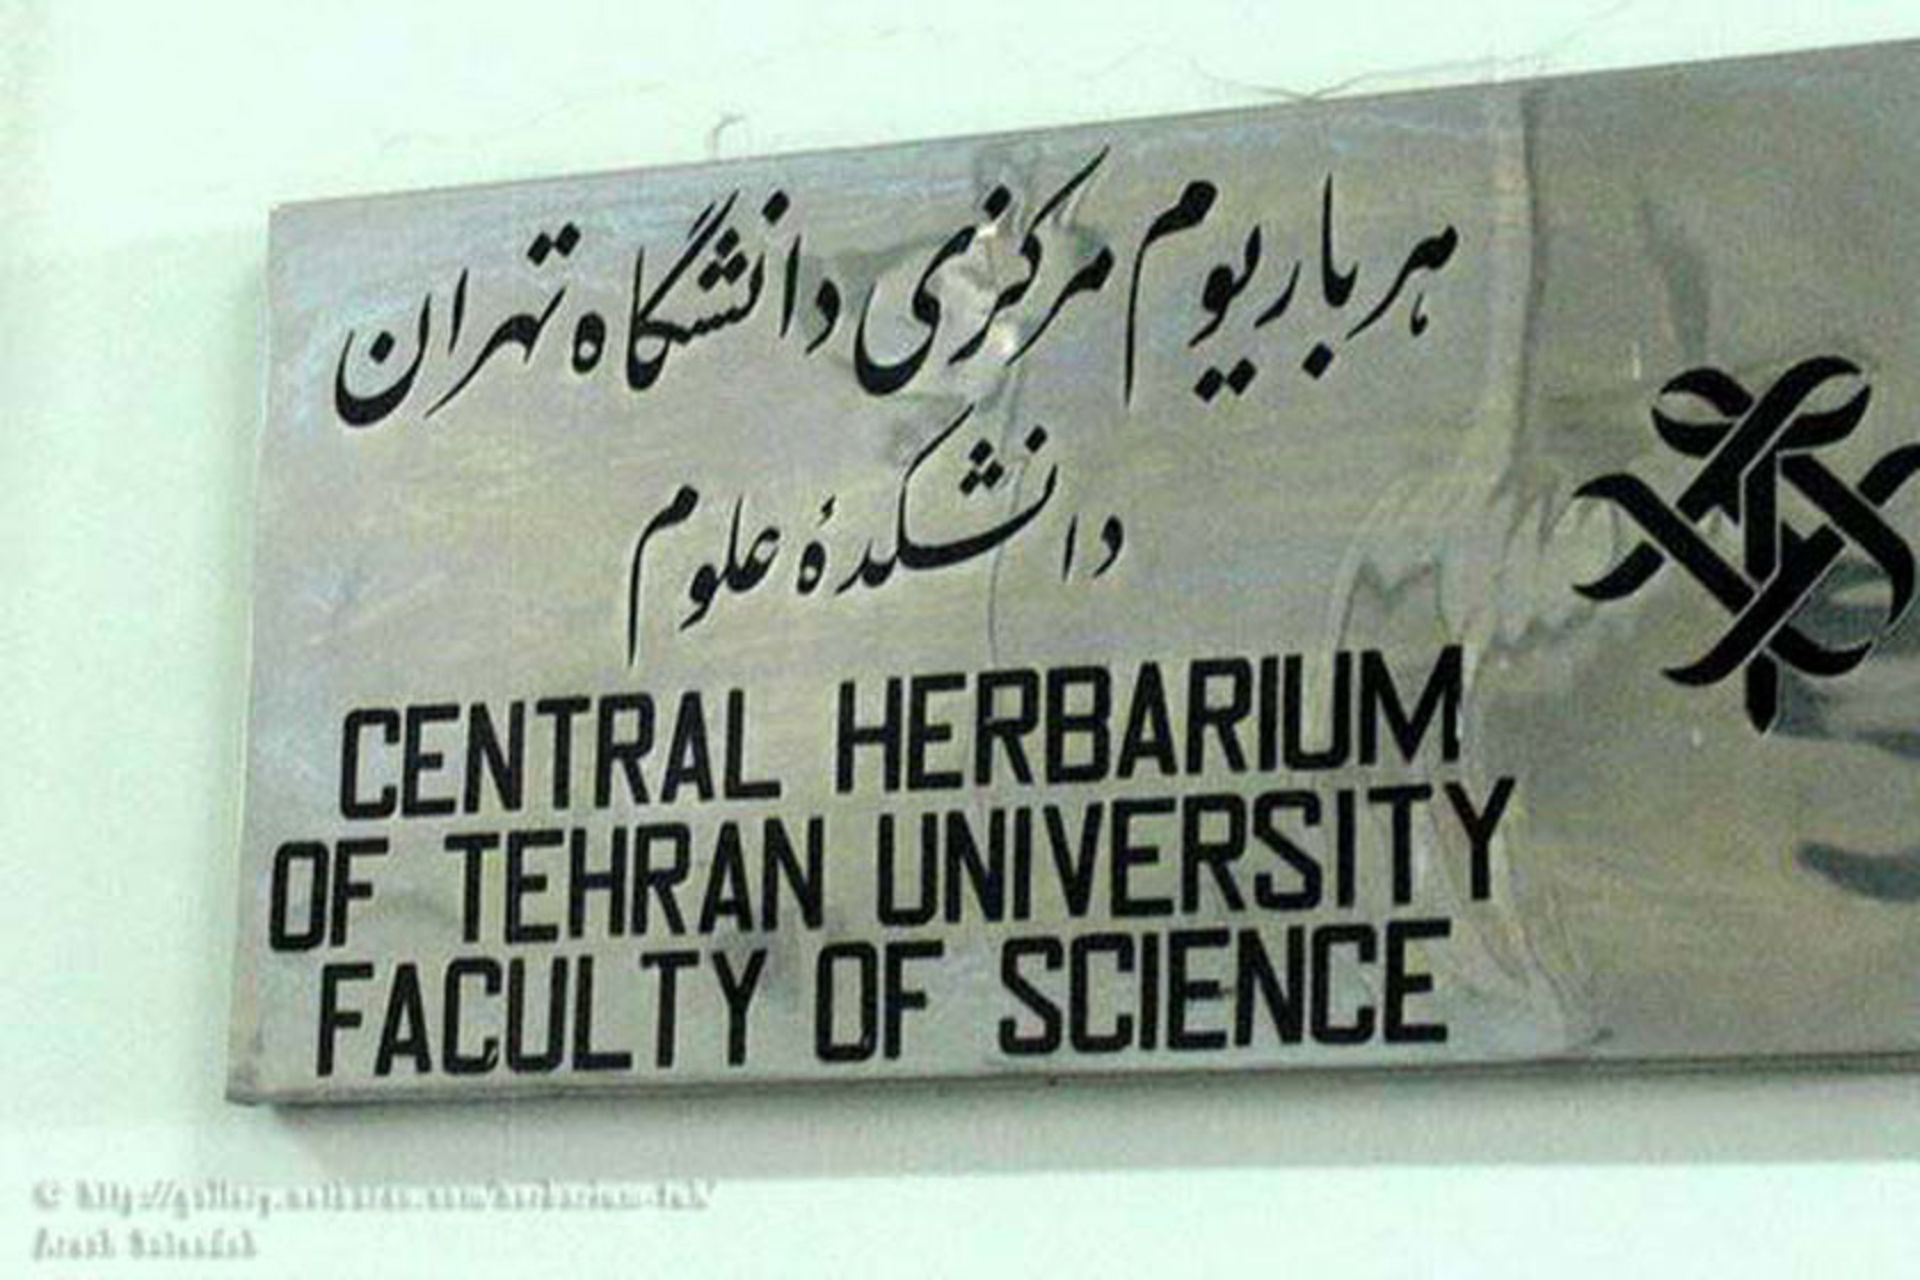 هرباریوم مرکزی دانشگاه تهران
دانشکدهٔ علوم
CENTRAL HERBARIUM
OF TEHRAN UNIVERSITY
FACULTY OF SCIENCE